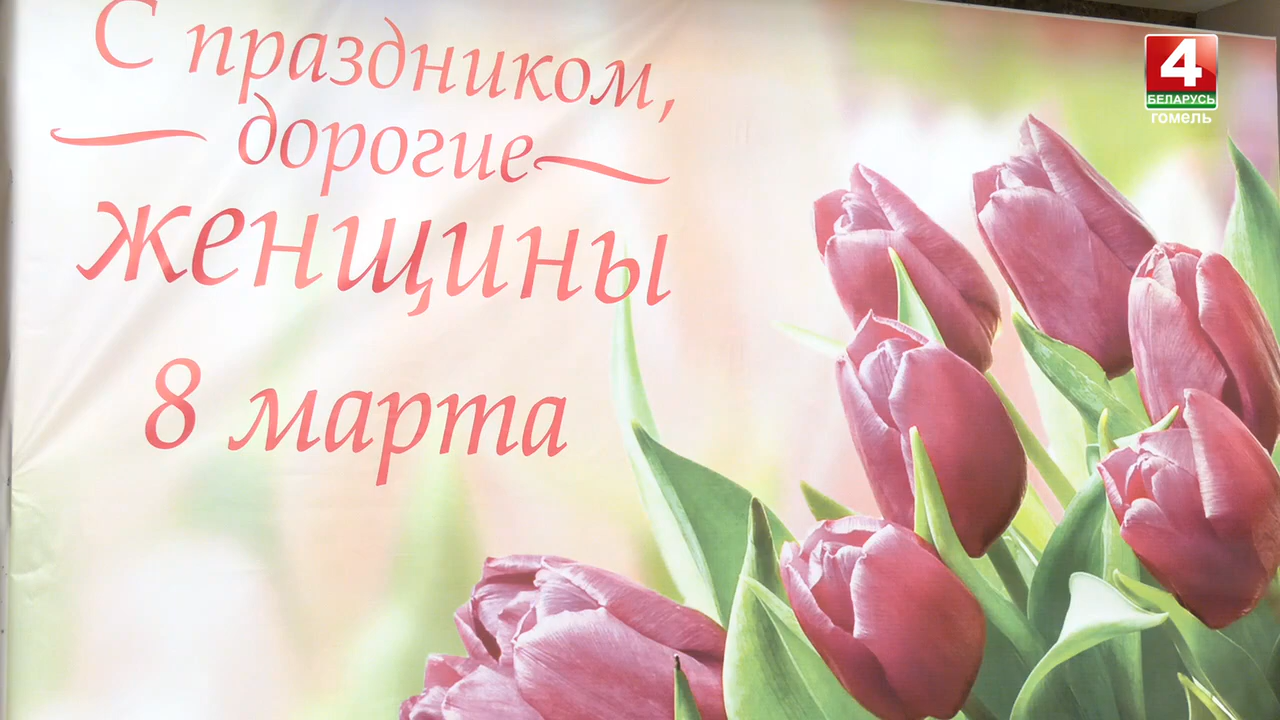 С праздником,
дорогие
женщины
8 марта
4
БЕЛАРУСЬ
гомель